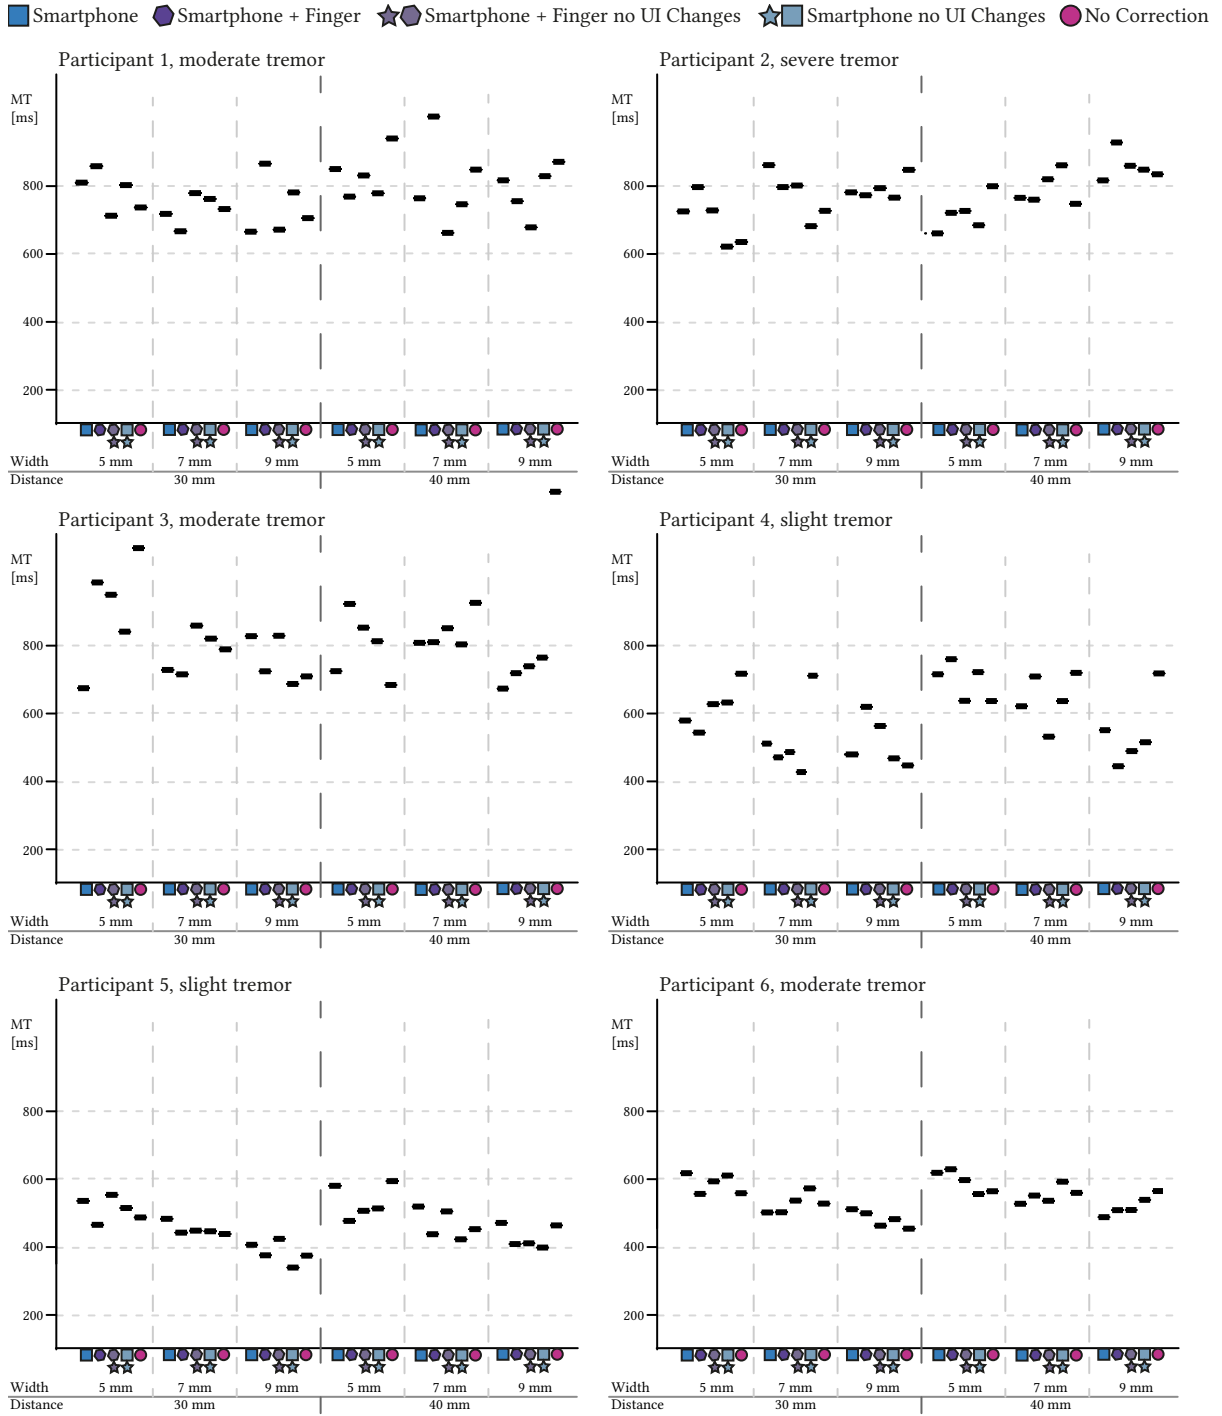 Smartphone Smartphone + Finger Smartphone + Finger no UI Changes Smartphone no UI Changes No Correction
Participant 1, moderate tremor
MT
[ms]
800
600
400
200
Width 5 mm 7 mm 9 mm 5 mm 7 mm 9 mm
Distance 30 mm 40 mm
Participant 2, severe tremor
MT
[ms]
800
600
400
200
Width 5 mm 7 mm 9 mm 5 mm 7 mm 9 mm
Distance 30 mm 40 mm
Participant 3, moderate tremor
MT
[ms]
800
600
400
200
Width 5 mm 7 mm 9 mm 5 mm 7 mm 9 mm
Distance 30 mm 40 mm
Participant 4, slight tremor
MT
[ms]
800
600
400
200
Width 5 mm 7 mm 9 mm 5 mm 7 mm 9 mm
Distance 30 mm 40 mm
Participant 5, slight tremor
MT
[ms]
800
600
400
200
Width 5 mm 7 mm 9 mm 5 mm 7 mm 9 mm
Distance 30 mm 40 mm
Participant 6, moderate tremor
MT
[ms]
800
600
400
200
Width 5 mm 7 mm 9 mm 5 mm 7 mm 9 mm
Distance 30 mm 40 mm